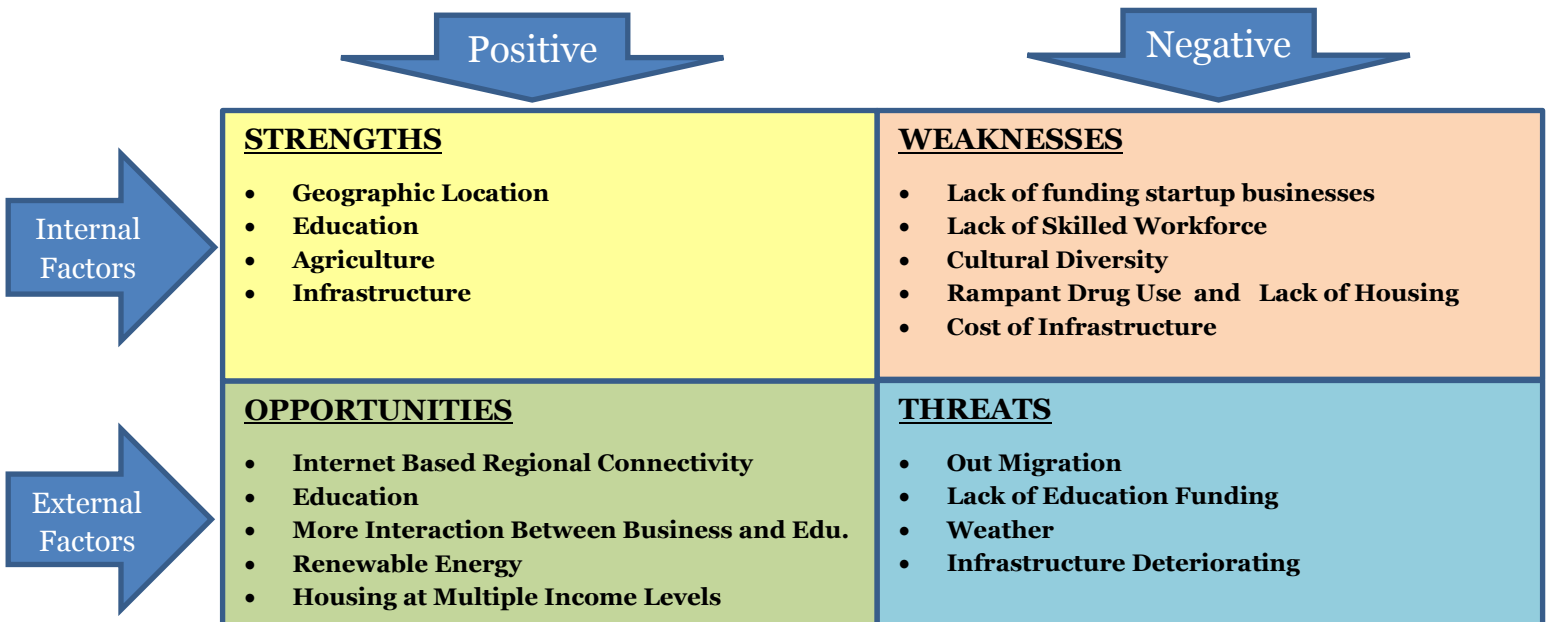 Positive
Negative
Internal
Factors
STRENGTHS
• Geographic Location
• Education
• Agriculture
• Infrastructure
WEAKNESSES
• Lack of funding startup businesses
• Lack of Skilled Workforce
• Cultural Diversity
• Rampant Drug Use and Lack of Housing
• Cost of Infrastructure
External
Factors
OPPORTUNITIES
• Internet Based Regional Connectivity
• Education
• More Interaction Between Business and Edu.
• Renewable Energy
• Housing at Multiple Income Levels
THREATS
• Out Migration
• Lack of Education Funding
• Weather
• Infrastructure Deteriorating